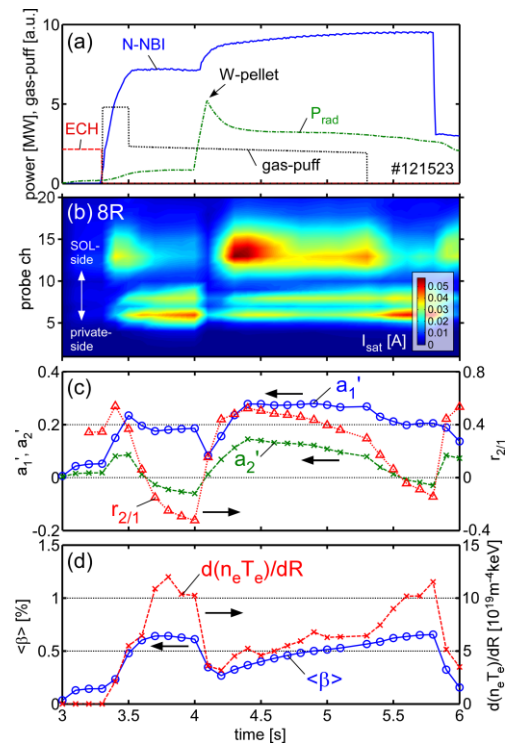 (a)
N-NBI
W-pellet
ECH
P_rad
gas-puff
#121523
power [MW], gas-puff [a.u.]
10
5
0
(b) 8R
SOL-
side
private-
side
probe ch
20
15
10
5
0.05
0.04
0.03
0.02
0.01
0
I_sat [A]
(c)
a_1'
a_2'
r_2/1
a_1', a_2'
0.4
0.2
0
-0.2
r_2/1
0.8
0.4
0
-0.4
(d)
d(n_eT_e)/dR
<β>
<β> [%]
1.5
1
0.5
0
d(n_eT_e)/dR [10^19m^-4keV]
15
10
5
0
3 3.5 4 4.5 5 5.5 6
time [s]